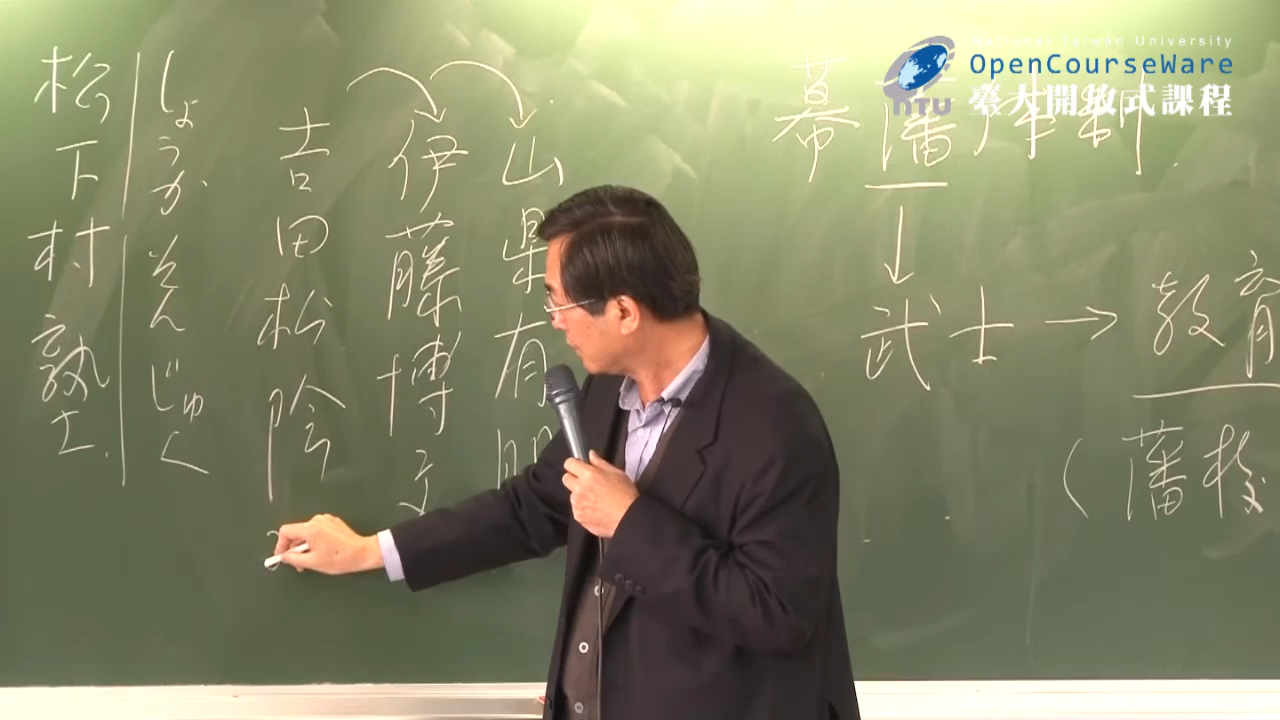 National Taiwan University
OpenCourseWare
臺大開放式課程
NTU
幕藩体制
武士→教育
(藩校
山県有朋
伊藤博文
吉田松陰
しょうかそんじゅく
松下村塾